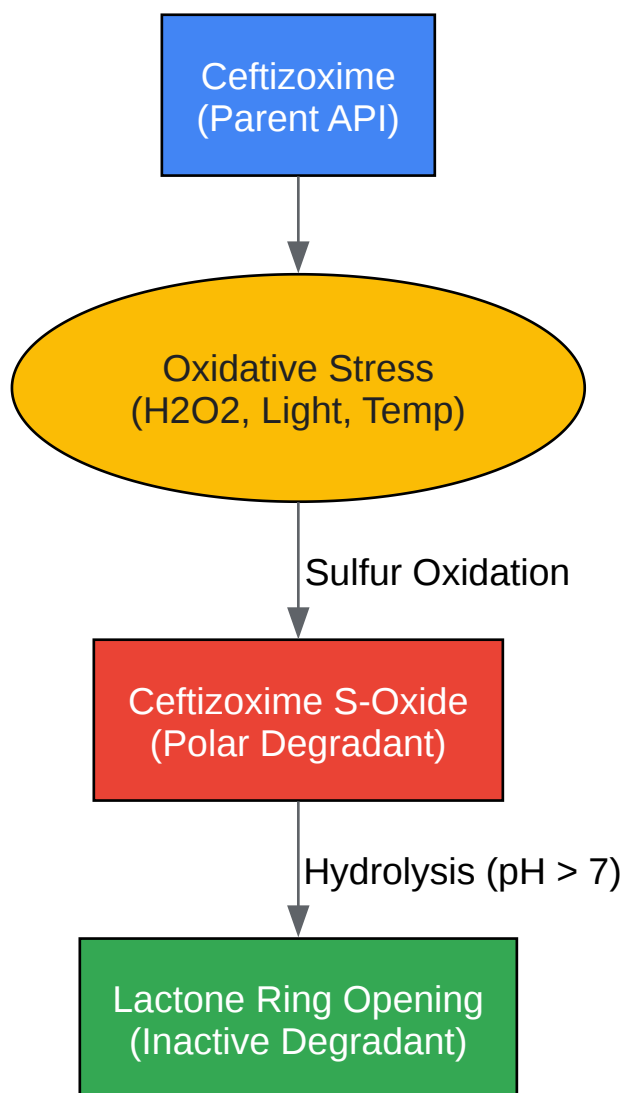 Ceftizoxime
(Parent API)
Oxidative Stress
(H2O2, Light, Temp)
Sulfur Oxidation
Ceftizoxime S-Oxide
(Polar Degradant)
Hydrolysis (pH > 7)
Lactone Ring Opening
(Inactive Degradant)